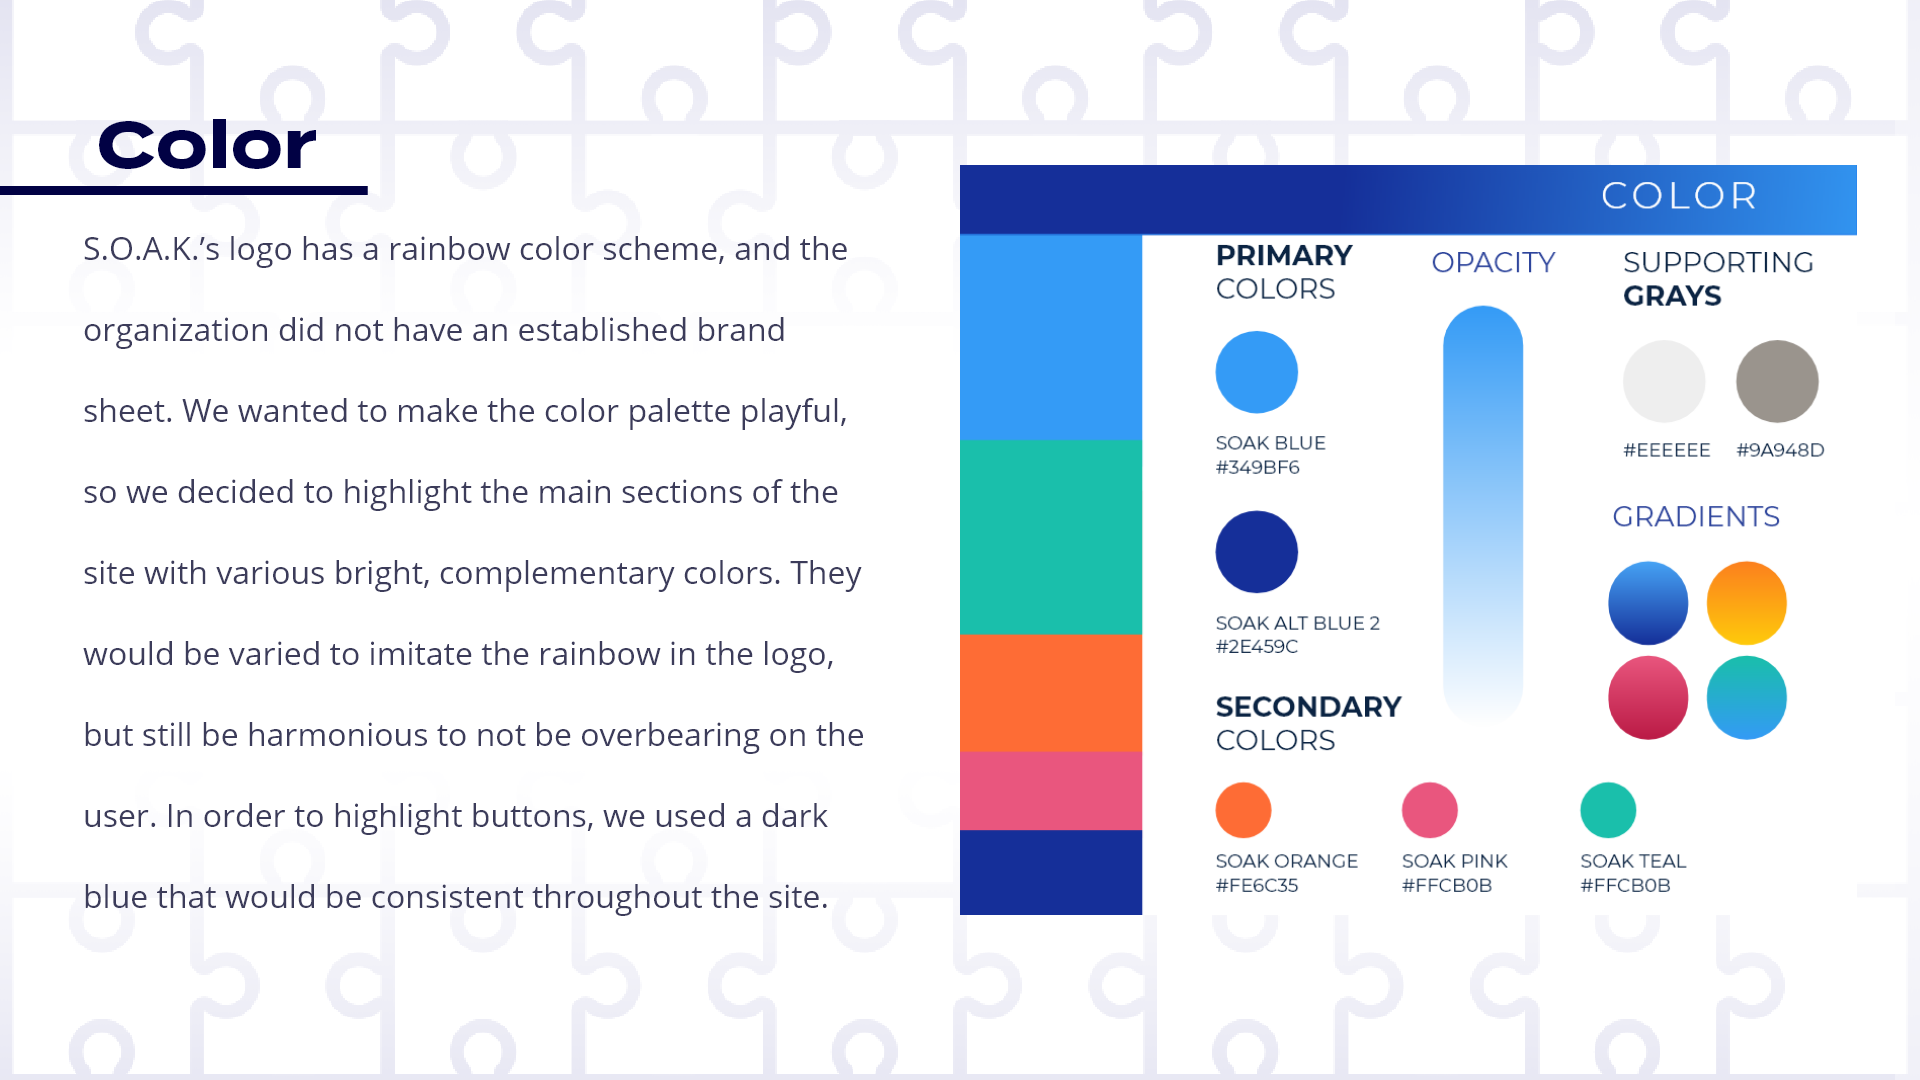 Color
S.O.A.K.’s logo has a rainbow color scheme, and the
organization did not have an established brand
sheet. We wanted to make the color palette playful,
so we decided to highlight the main sections of the
site with various bright, complementary colors. They
would be varied to imitate the rainbow in the logo,
but still be harmonious to not be overbearing on the
user. In order to highlight buttons, we used a dark
blue that would be consistent throughout the site.
COLOR
PRIMARY
COLORS
SOAK BLUE
#349BF6
SOAK ALT BLUE 2
#2E459C
OPACITY
SUPPORTING
GRAYS
#EEEEEE
#9A948D
GRADIENTS
SECONDARY
COLORS
SOAK ORANGE
#FE6C35
SOAK PINK
#FFCB0B
SOAK TEAL
#FFCB0B